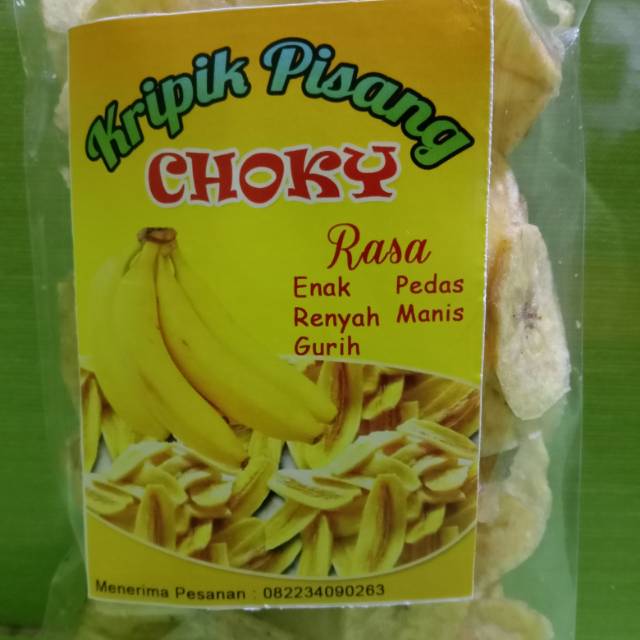 Kripik Pisang
CHOKY
Rasa
Enak Pedas
Renyah Manis
Gurih
Menerima Pesanan : 082234090263